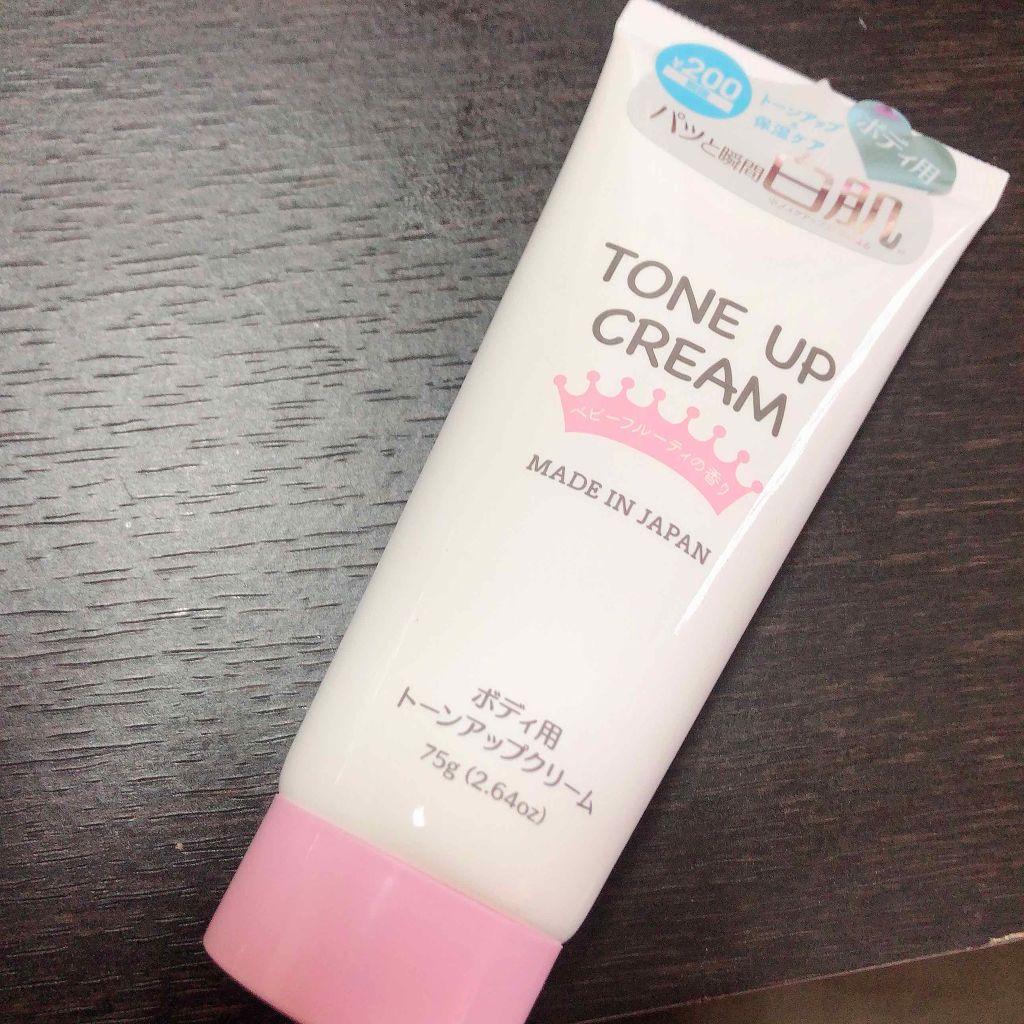 ¥200
トーンアップ
保湿ケア
ボディ用
パッと瞬間白肌
TONE UP
CREAM
ベビーフルーティの香り
MADE IN JAPAN
ボディ用
トーンアップクリーム
75g (2.64oz)